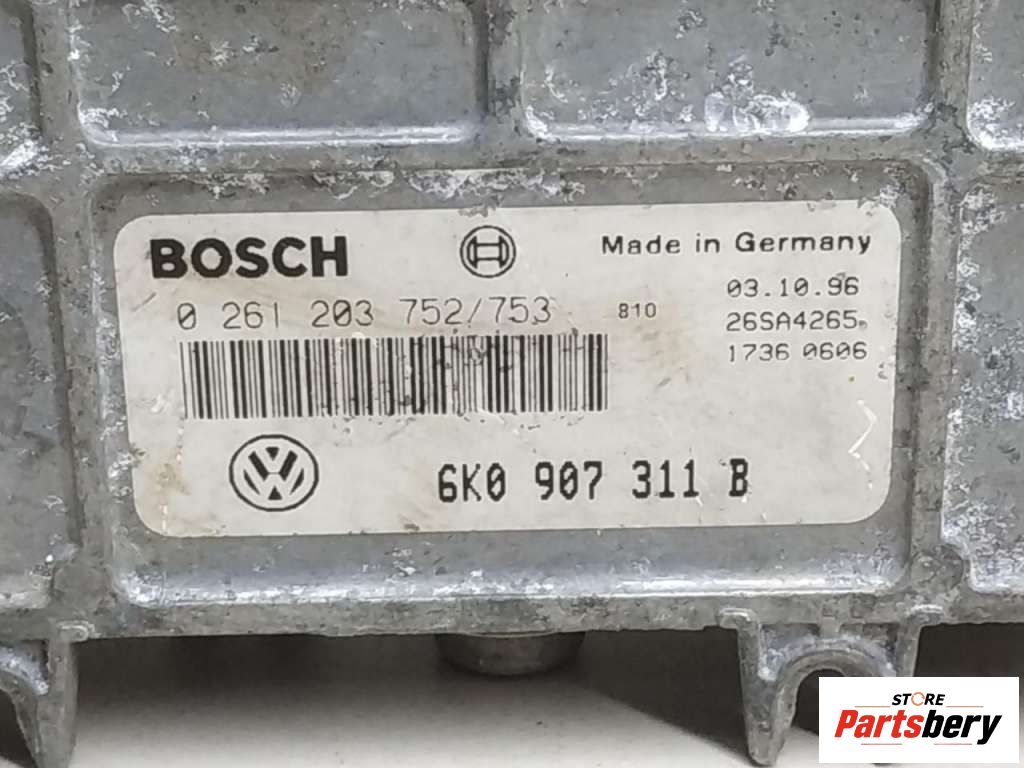 BOSCH
Made in Germany
0 261 203 752/753
810
03.10.96
26SA4265
1736 0606
6K0 907 311 B
STORE
Partsbery